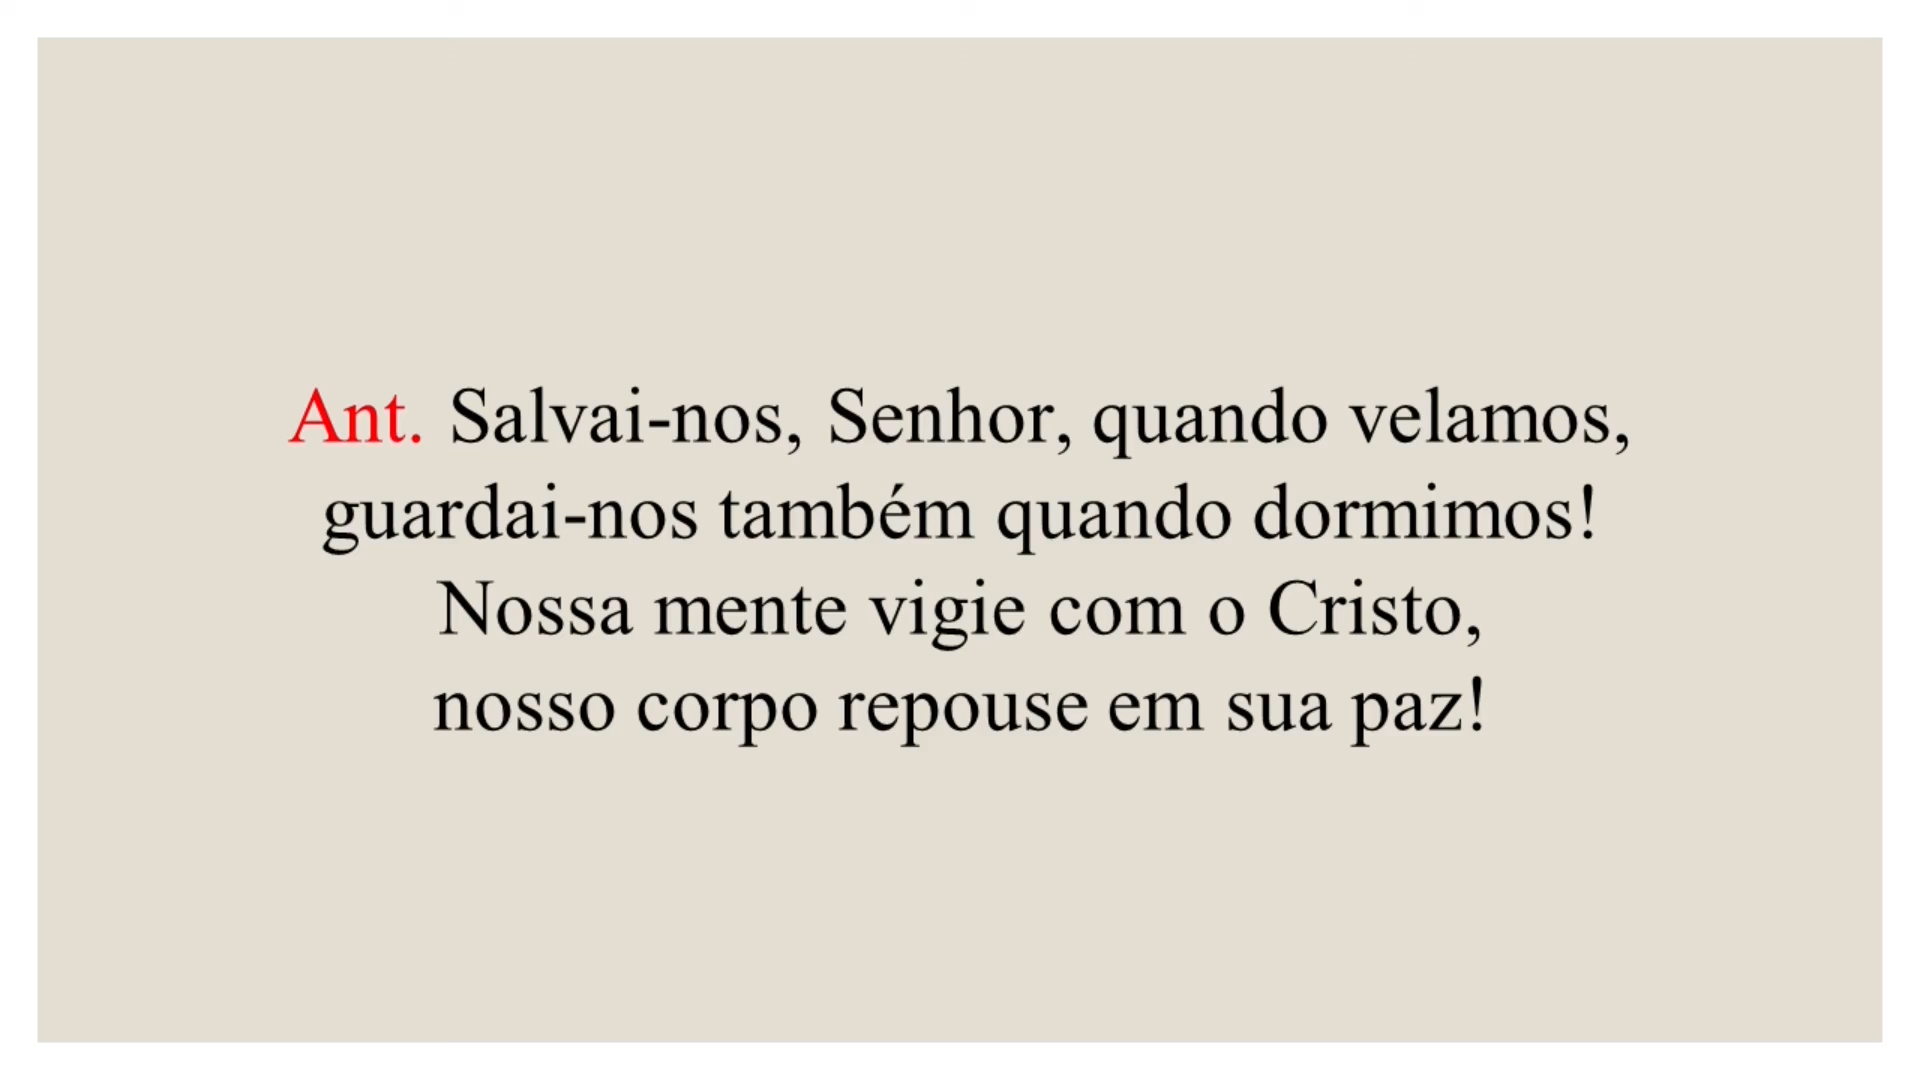 Ant. Salvai-nos, Senhor, quando velamos,
guardai-nos também quando dormimos!
Nossa mente vigie com o Cristo,
nosso corpo repouse em sua paz!